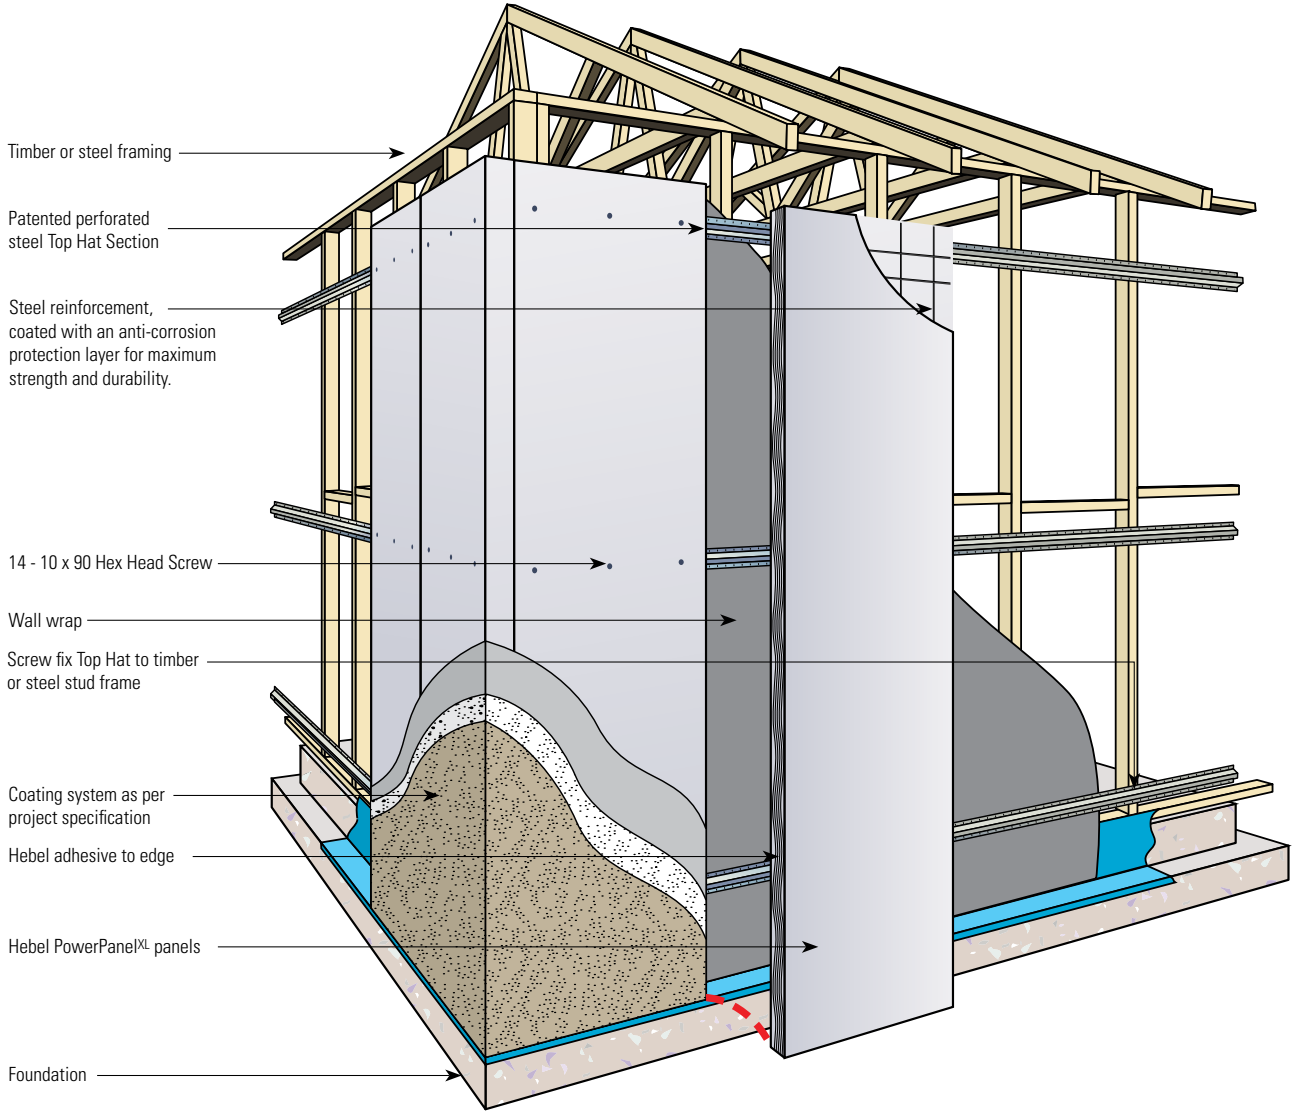 Timber or steel framing
Patented perforated
steel Top Hat Section
Steel reinforcement,
coated with an anti-corrosion
protection layer for maximum
strength and durability.
14 - 10 x 90 Hex Head Screw
Wall wrap
Screw fix Top Hat to timber
or steel stud frame
Coating system as per
project specification
Hebel adhesive to edge
Hebel PowerPanelXL panels
Foundation